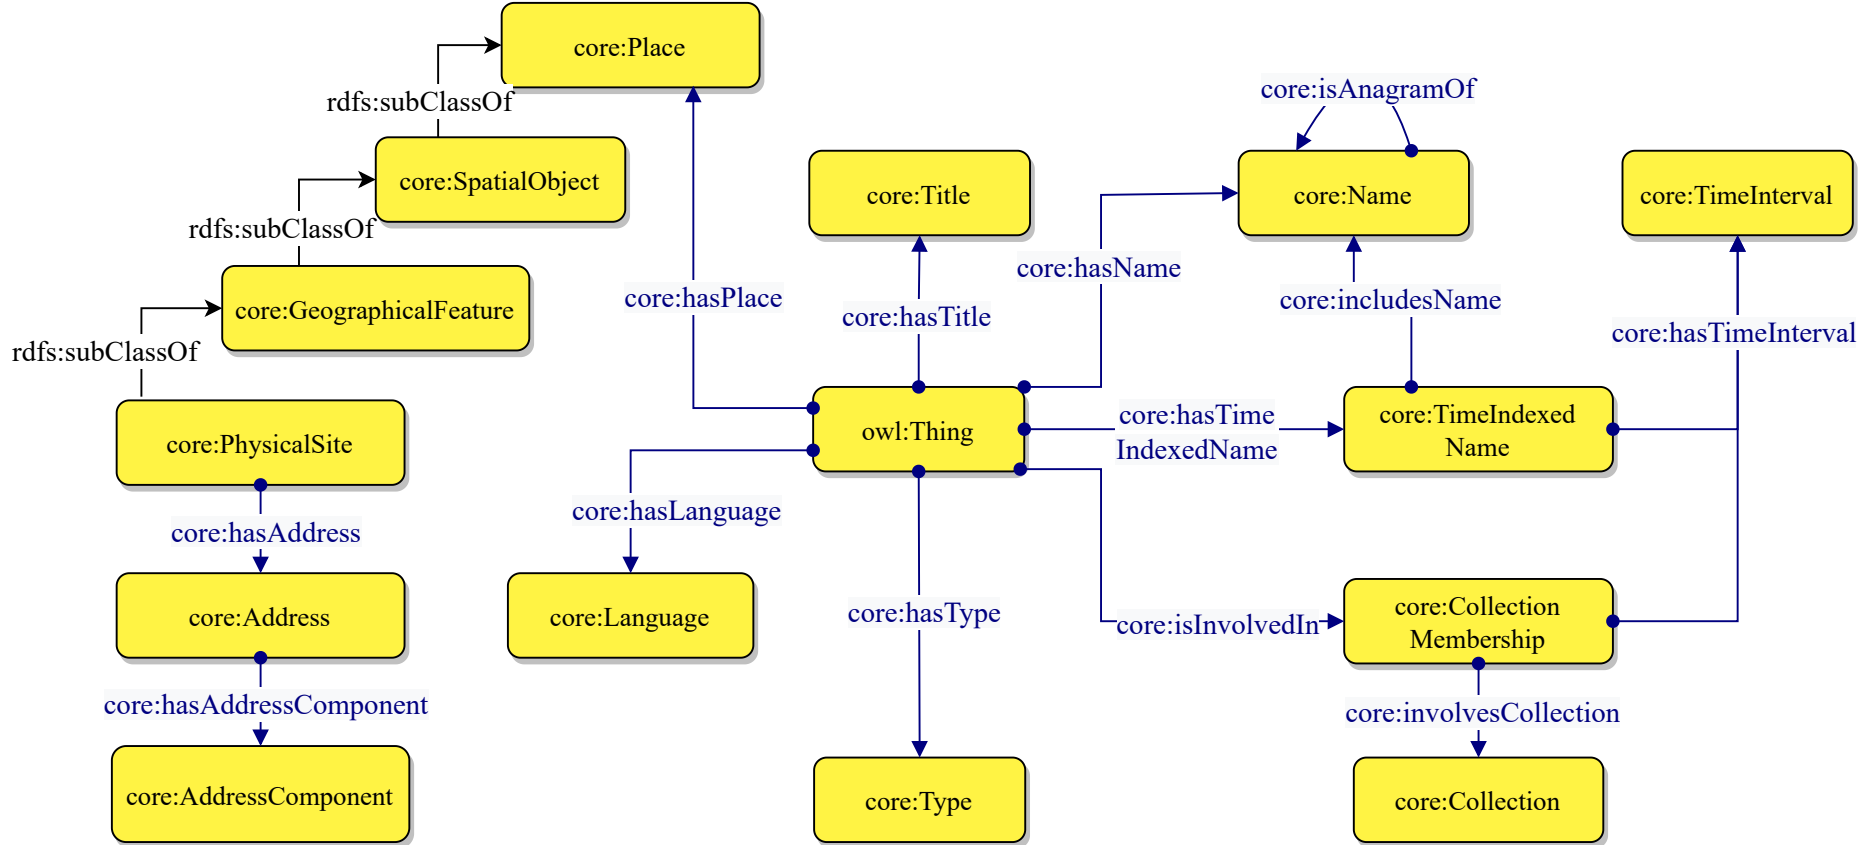 core:Place
rdfs:subClassOf
core:isAnagramOf
core:SpatialObject
core:Title
core:Name
core:TimeInterval
rdfs:subClassOf
core:hasName
core:hasPlace
core:includesName
core:GeographicalFeature
core:hasTitle
core:hasTimeInterval
rdfs:subClassOf
core:PhysicalSite
owl:Thing
core:hasTime
IndexedName
core:TimeIndexed
Name
core:hasLanguage
core:hasAddress
core:Address
core:Language
core:hasType
core:isInvolvedIn
core:Collection
Membership
core:hasAddressComponent
core:involvesCollection
core:AddressComponent
core:Type
core:Collection